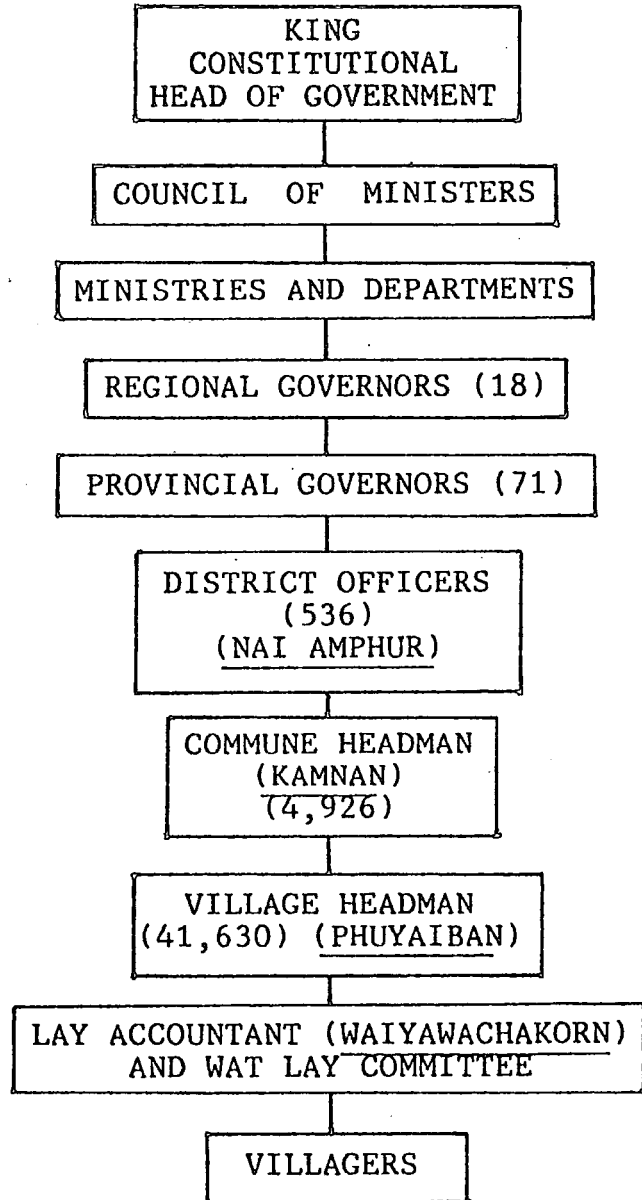 KING
CONSTITUTIONAL
HEAD OF GOVERNMENT
COUNCIL OF MINISTERS
MINISTRIES AND DEPARTMENTS
REGIONAL GOVERNORS (18)
PROVINCIAL GOVERNORS (71)
DISTRICT OFFICERS
(536)
(NAI AMPHUR)
COMMUNE HEADMAN
(KAMNAN)
(4,926)
VILLAGE HEADMAN
(41,630) (PHUYAIBAN)
LAY ACCOUNTANT (WAIYAWACHAKORN)
AND WAT LAY COMMITTEE
VILLAGERS